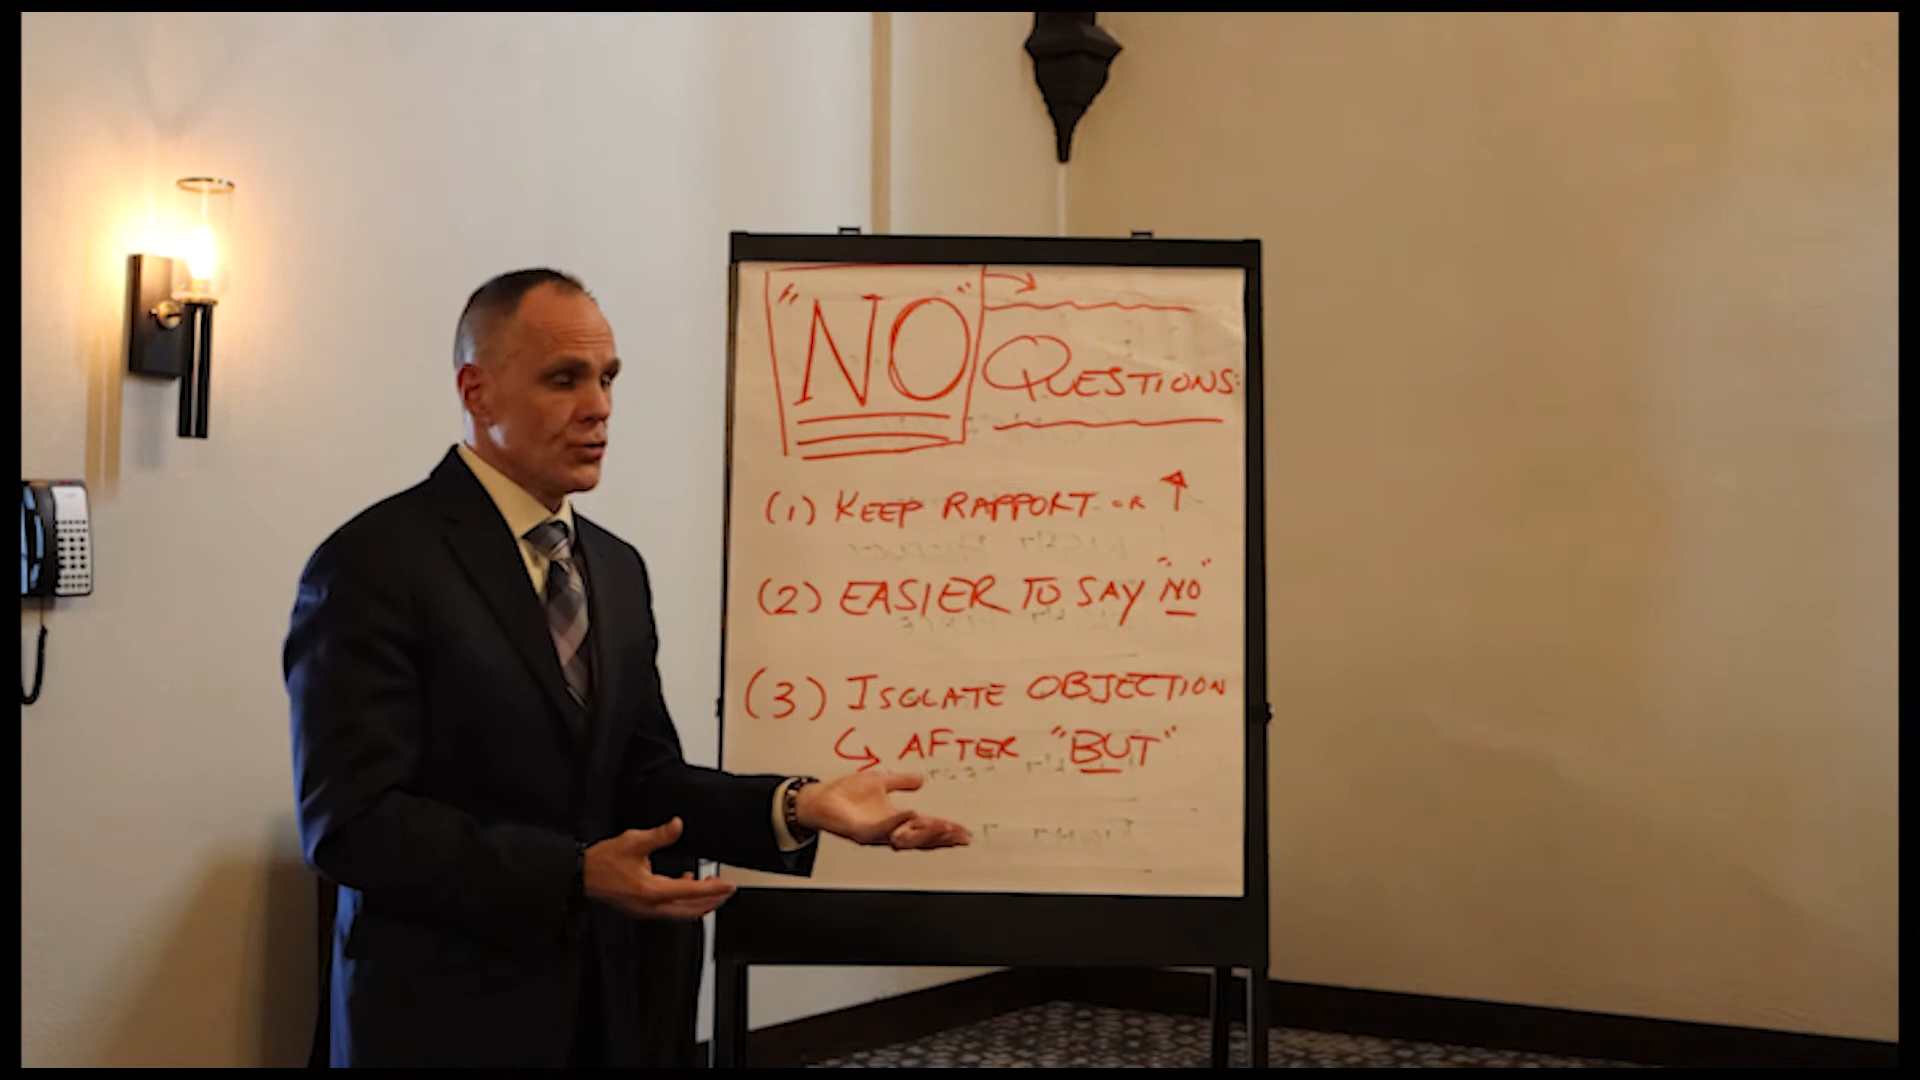 "NO"
QUESTIONS:
(1) KEEP RAPPORT OR ↑
(2) EASIER TO SAY "NO"
(3) ISOLATE OBJECTION
↳ AFTER "BUT"